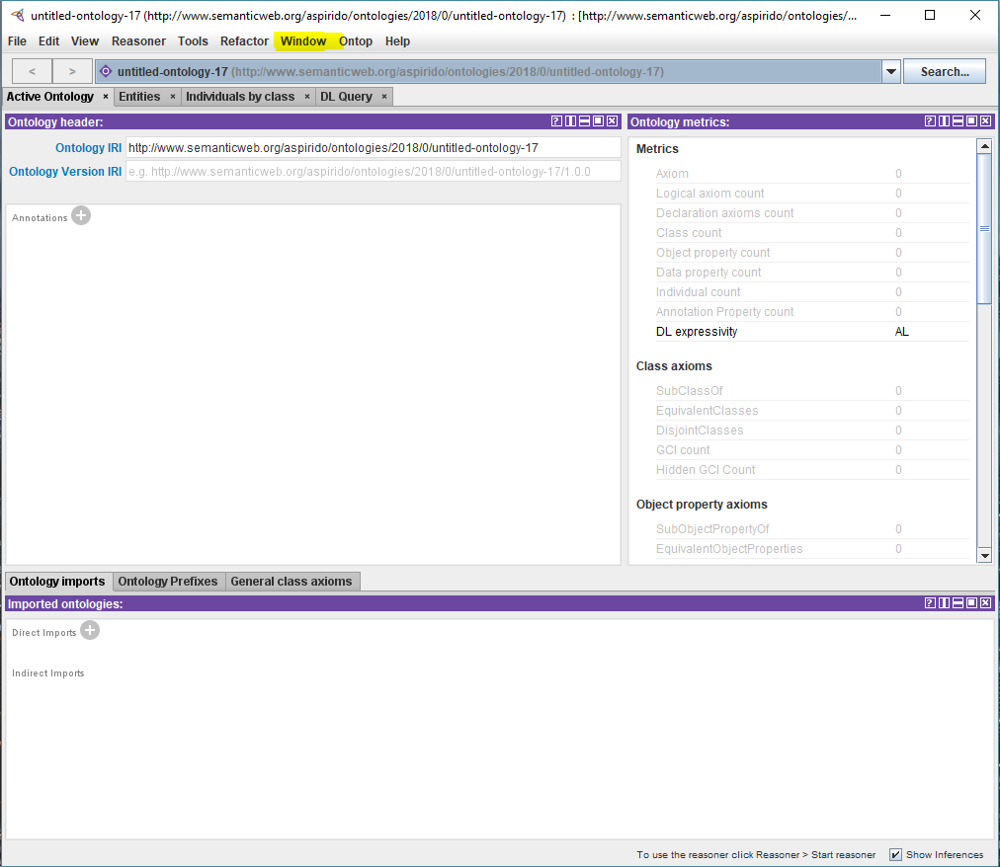 untitled-ontology-17 (http://www.semanticweb.org/aspirido/ontologies/2018/0/untitled-ontology-17) : [http://www.semanticweb.org/aspirido/ontologies/...
File Edit View Reasoner Tools Refactor Window Ontop Help
< > untitled-ontology-17 (http://www.semanticweb.org/aspirido/ontologies/2018/0/untitled-ontology-17) Search...
Active Ontology × Entities × Individuals by class × DL Query ×
Ontology header:
Ontology IRI http://www.semanticweb.org/aspirido/ontologies/2018/0/untitled-ontology-17
Ontology Version IRI e.g. http://www.semanticweb.org/aspirido/ontologies/2018/0/untitled-ontology-17/1.0.0
Annotations
Ontology metrics:
Metrics
Axiom 0
Logical axiom count 0
Declaration axioms count 0
Class count 0
Object property count 0
Data property count 0
Individual count 0
Annotation Property count 0
DL expressivity AL
Class axioms
SubClassOf 0
EquivalentClasses 0
DisjointClasses 0
GCI count 0
Hidden GCI Count 0
Object property axioms
SubObjectPropertyOf 0
EquivalentObjectProperties 0
Ontology imports Ontology Prefixes General class axioms
Imported ontologies:
Direct Imports
Indirect Imports
To use the reasoner click Reasoner > Start reasoner Show Inferences